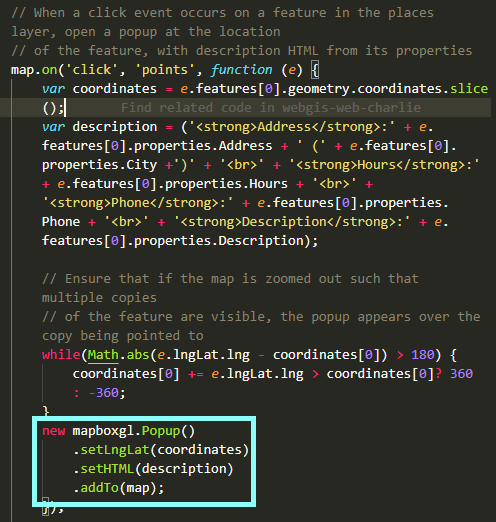 // When a click event occurs on a feature in the places
layer, open a popup at the location
// of the feature, with description HTML from its properties
map.on('click', 'points', function (e) {
var coordinates = e.features[0].geometry.coordinates.slice
(); Find related code in webgis-web-charlie
var description = ('<strong>Address</strong>:' + e.
features[0].properties.Address + ' (' + e.features[0].
properties.City +')' + '<br>' + '<strong>Hours</strong>:'
+ e.features[0].properties.Hours + '<br>' +
'<strong>Phone</strong>:' + e.features[0].properties.
Phone + '<br>' + '<strong>Description</strong>:' + e.
features[0].properties.Description);
// Ensure that if the map is zoomed out such that
multiple copies
// of the feature are visible, the popup appears over the
copy being pointed to
while(Math.abs(e.lngLat.lng - coordinates[0]) > 180) {
coordinates[0] += e.lngLat.lng > coordinates[0]? 360
: -360;
}
new mapboxgl.Popup()
.setLngLat(coordinates)
.setHTML(description)
.addTo(map);
});